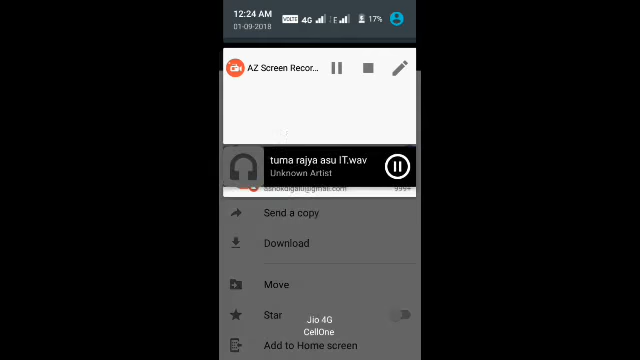 12:24 AM
01-09-2018
VOLTE 4G E 17%
AZ Screen Recor...
tuma rajya asu IT.wav
Unknown Artist
999+
Send a copy
Download
Move
Star
Jio 4G
CellOne
Add to Home screen